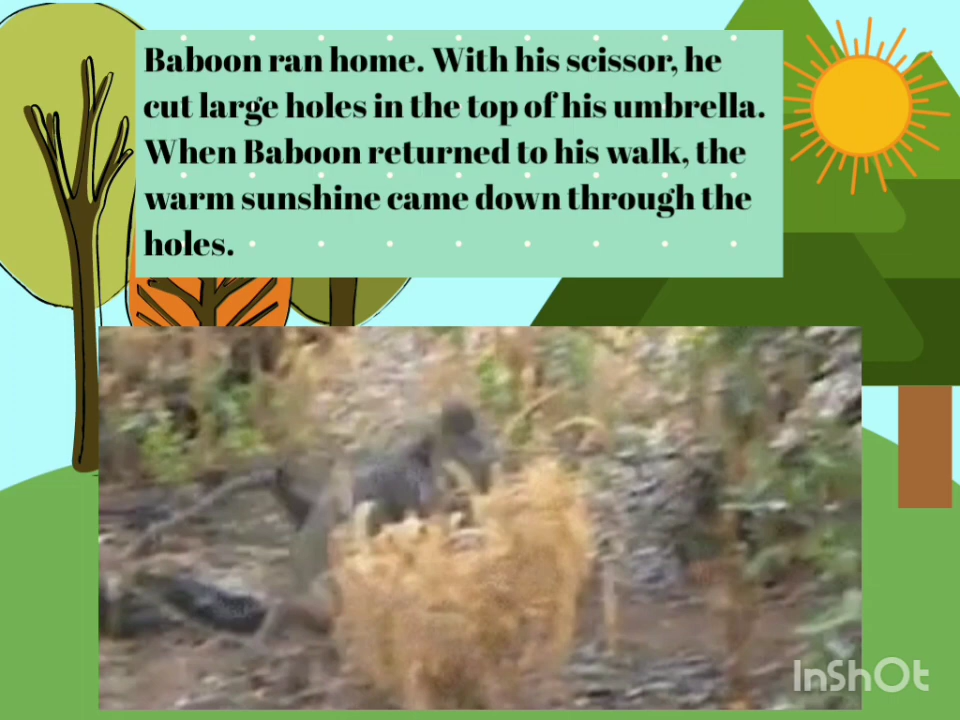 Baboon ran home. With his scissor, he
cut large holes in the top of his umbrella.
When Baboon returned to his walk, the
warm sunshine came down through the
holes.
InShOt